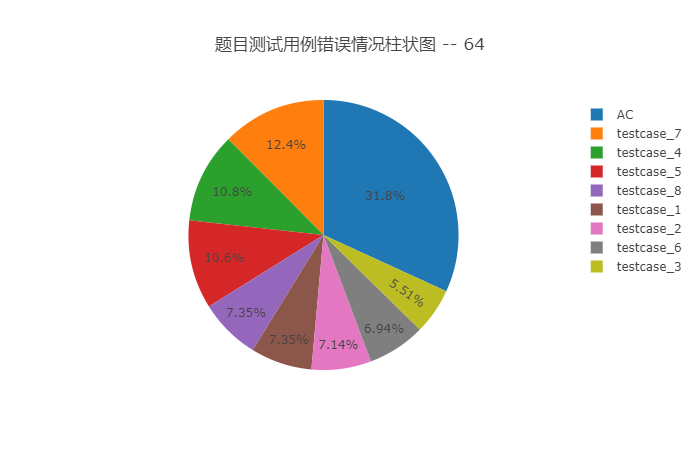 题目测试用例错误情况柱状图 -- 64
12.4%
31.8%
10.8%
10.6%
5.51%
7.35%
7.35%
7.14%
6.94%
AC
testcase_7
testcase_4
testcase_5
testcase_8
testcase_1
testcase_2
testcase_6
testcase_3